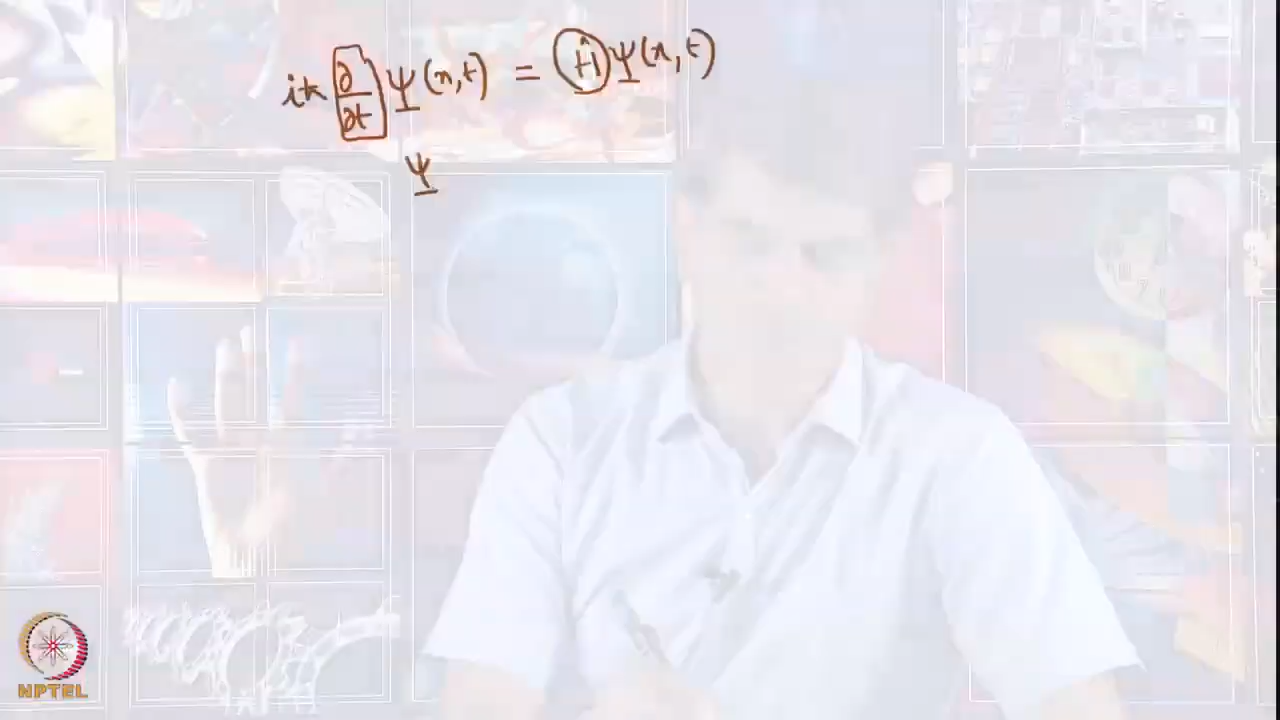 iħ ∂/∂t Ψ(x,t) = Ĥ Ψ(x,t)
Ψ
NPTEL